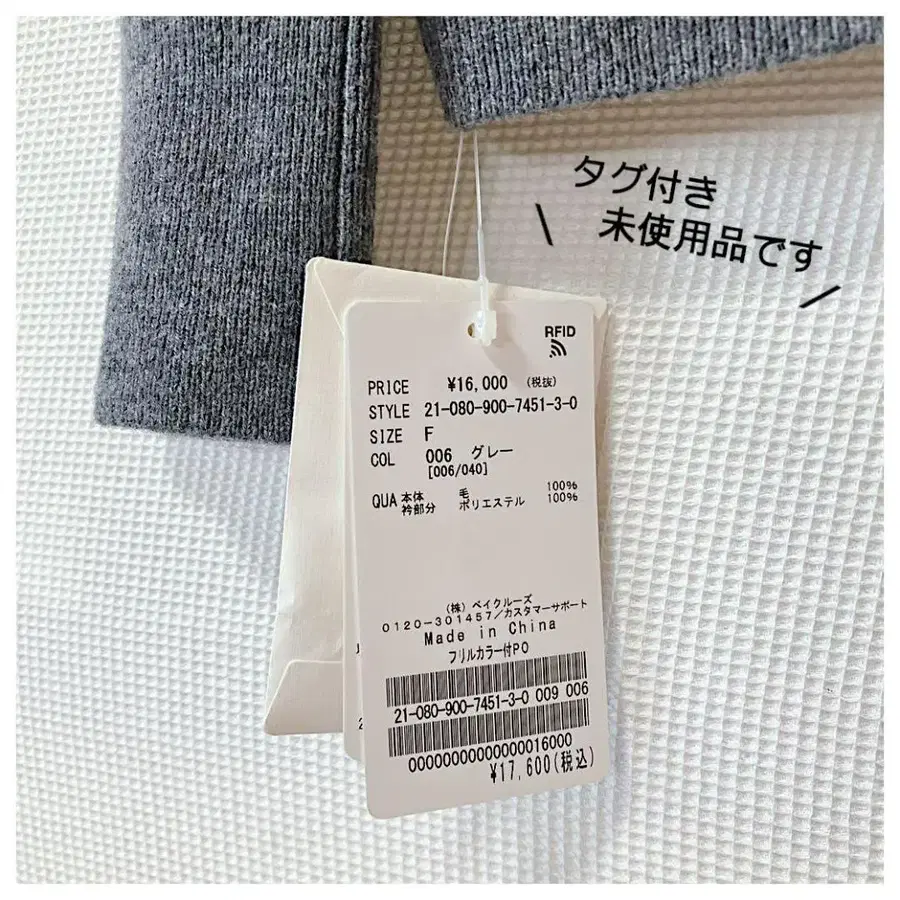 タグ付き
未使用品です
RFID
PRICE ¥16,000 (税抜)
STYLE 21-080-900-7451-3-0
SIZE F
COL 006 グレー
[006/040]
QUA 本体 毛 100%
衿部分 ポリエステル 100%
(株) ベイクルーズ
0120-301457/カスタマーサポート
Made in China
フリルカラー付PO
21-080-900-7451-3-0 009 006
00000000000000016000
¥17,600(税込)